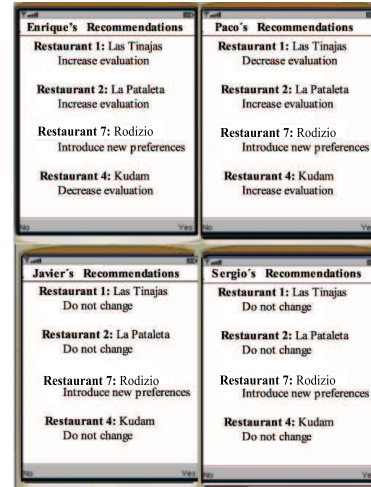 Enrique's Recommendations
Restaurant 1: Las Tinajas
Increase evaluation
Restaurant 2: La Pataleta
Increase evaluation
Restaurant 7: Rodizio
Introduce new preferences
Restaurant 4: Kudam
Decrease evaluation
No
Yes
Paco´s Recommendations
Restaurant 1: Las Tinajas
Decrease evaluation
Restaurant 2: La Pataleta
Increase evaluation
Restaurant 7: Rodizio
Introduce new preferences
Restaurant 4: Kudam
Increase evaluation
No
Javier´s Recommendations
Restaurant 1: Las Tinajas
Do not change
Restaurant 2: La Pataleta
Do not change
Restaurant 7: Rodizio
Introduce new preferences
Restaurant 4: Kudam
Do not change
No
Yes
Sergio´s Recommendations
Restaurant 1: Las Tinajas
Do not change
Restaurant 2: La Pataleta
Do not change
Restaurant 7: Rodizio
Introduce new preferences
Restaurant 4: Kudam
Do not change
No